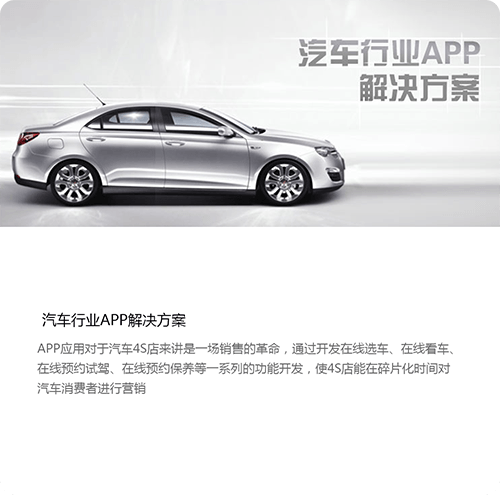 汽车行业APP
解决方案
汽车行业APP解决方案
APP应用对于汽车4S店来讲是一场销售的革命，通过开发在线选车、在线看车、
在线预约试驾、在线预约保养等一系列的功能开发，使4S店能在碎片化时间对
汽车消费者进行营销